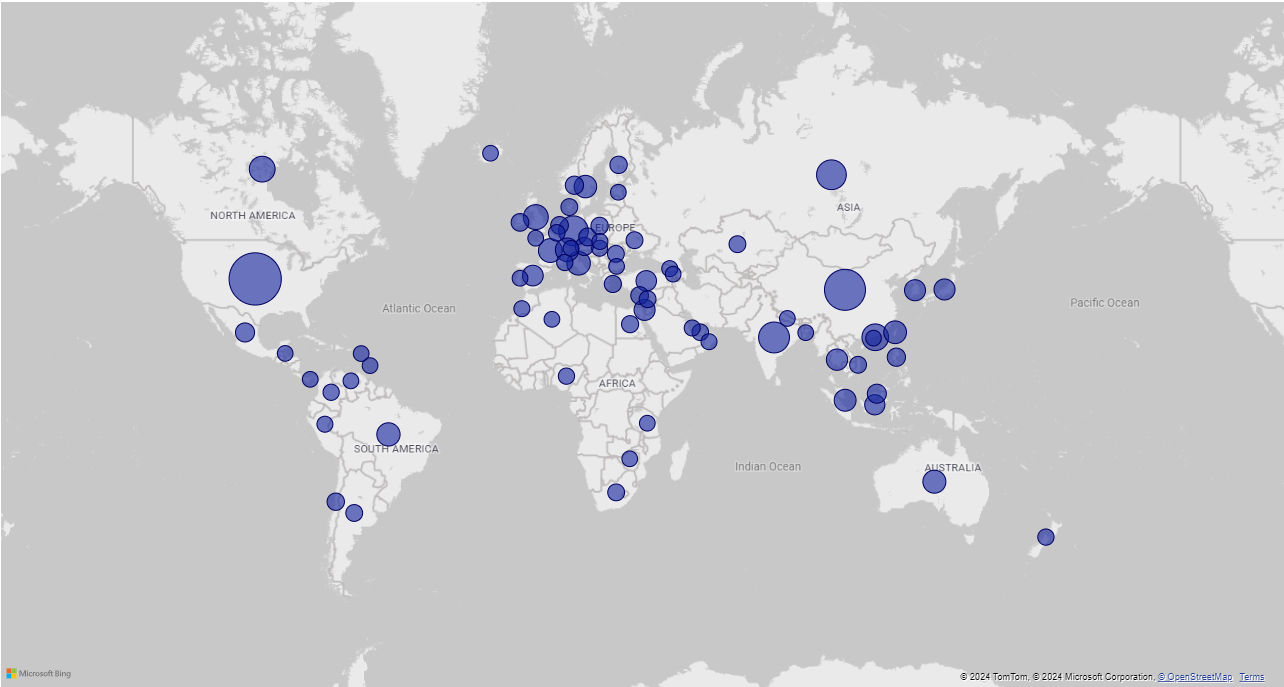 NORTH AMERICA
ASIA
EUROPE
Atlantic Ocean
Pacific Ocean
AFRICA
SOUTH AMERICA
Indian Ocean
AUSTRALIA
Microsoft Bing
© 2024 TomTom, © 2024 Microsoft Corporation, © OpenStreetMap Terms